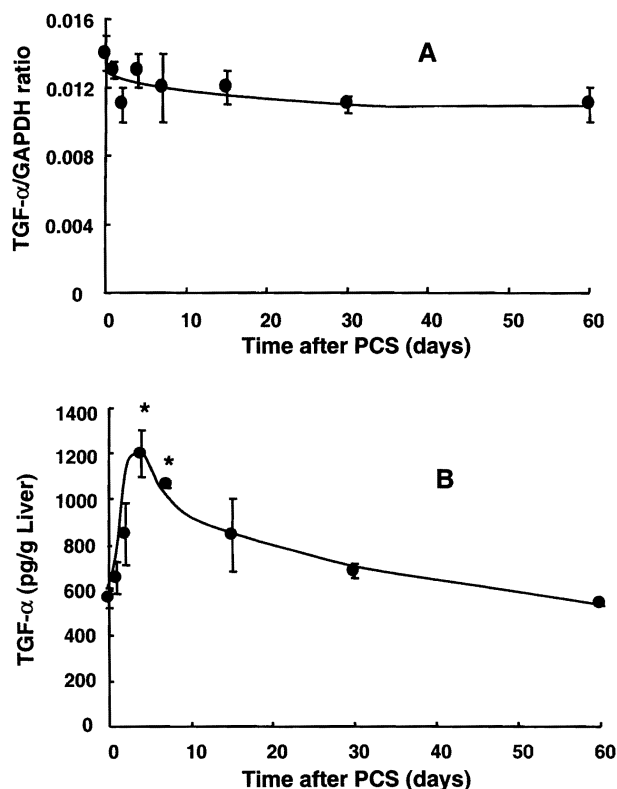 A
TGF-α/GAPDH ratio
0.016
0.012
0.008
0.004
0
0 10 20 30 40 50 60
Time after PCS (days)
B
TGF-α (pg/g Liver)
1400
1200
1000
800
600
400
200
0
* *
0 10 20 30 40 50 60
Time after PCS (days)